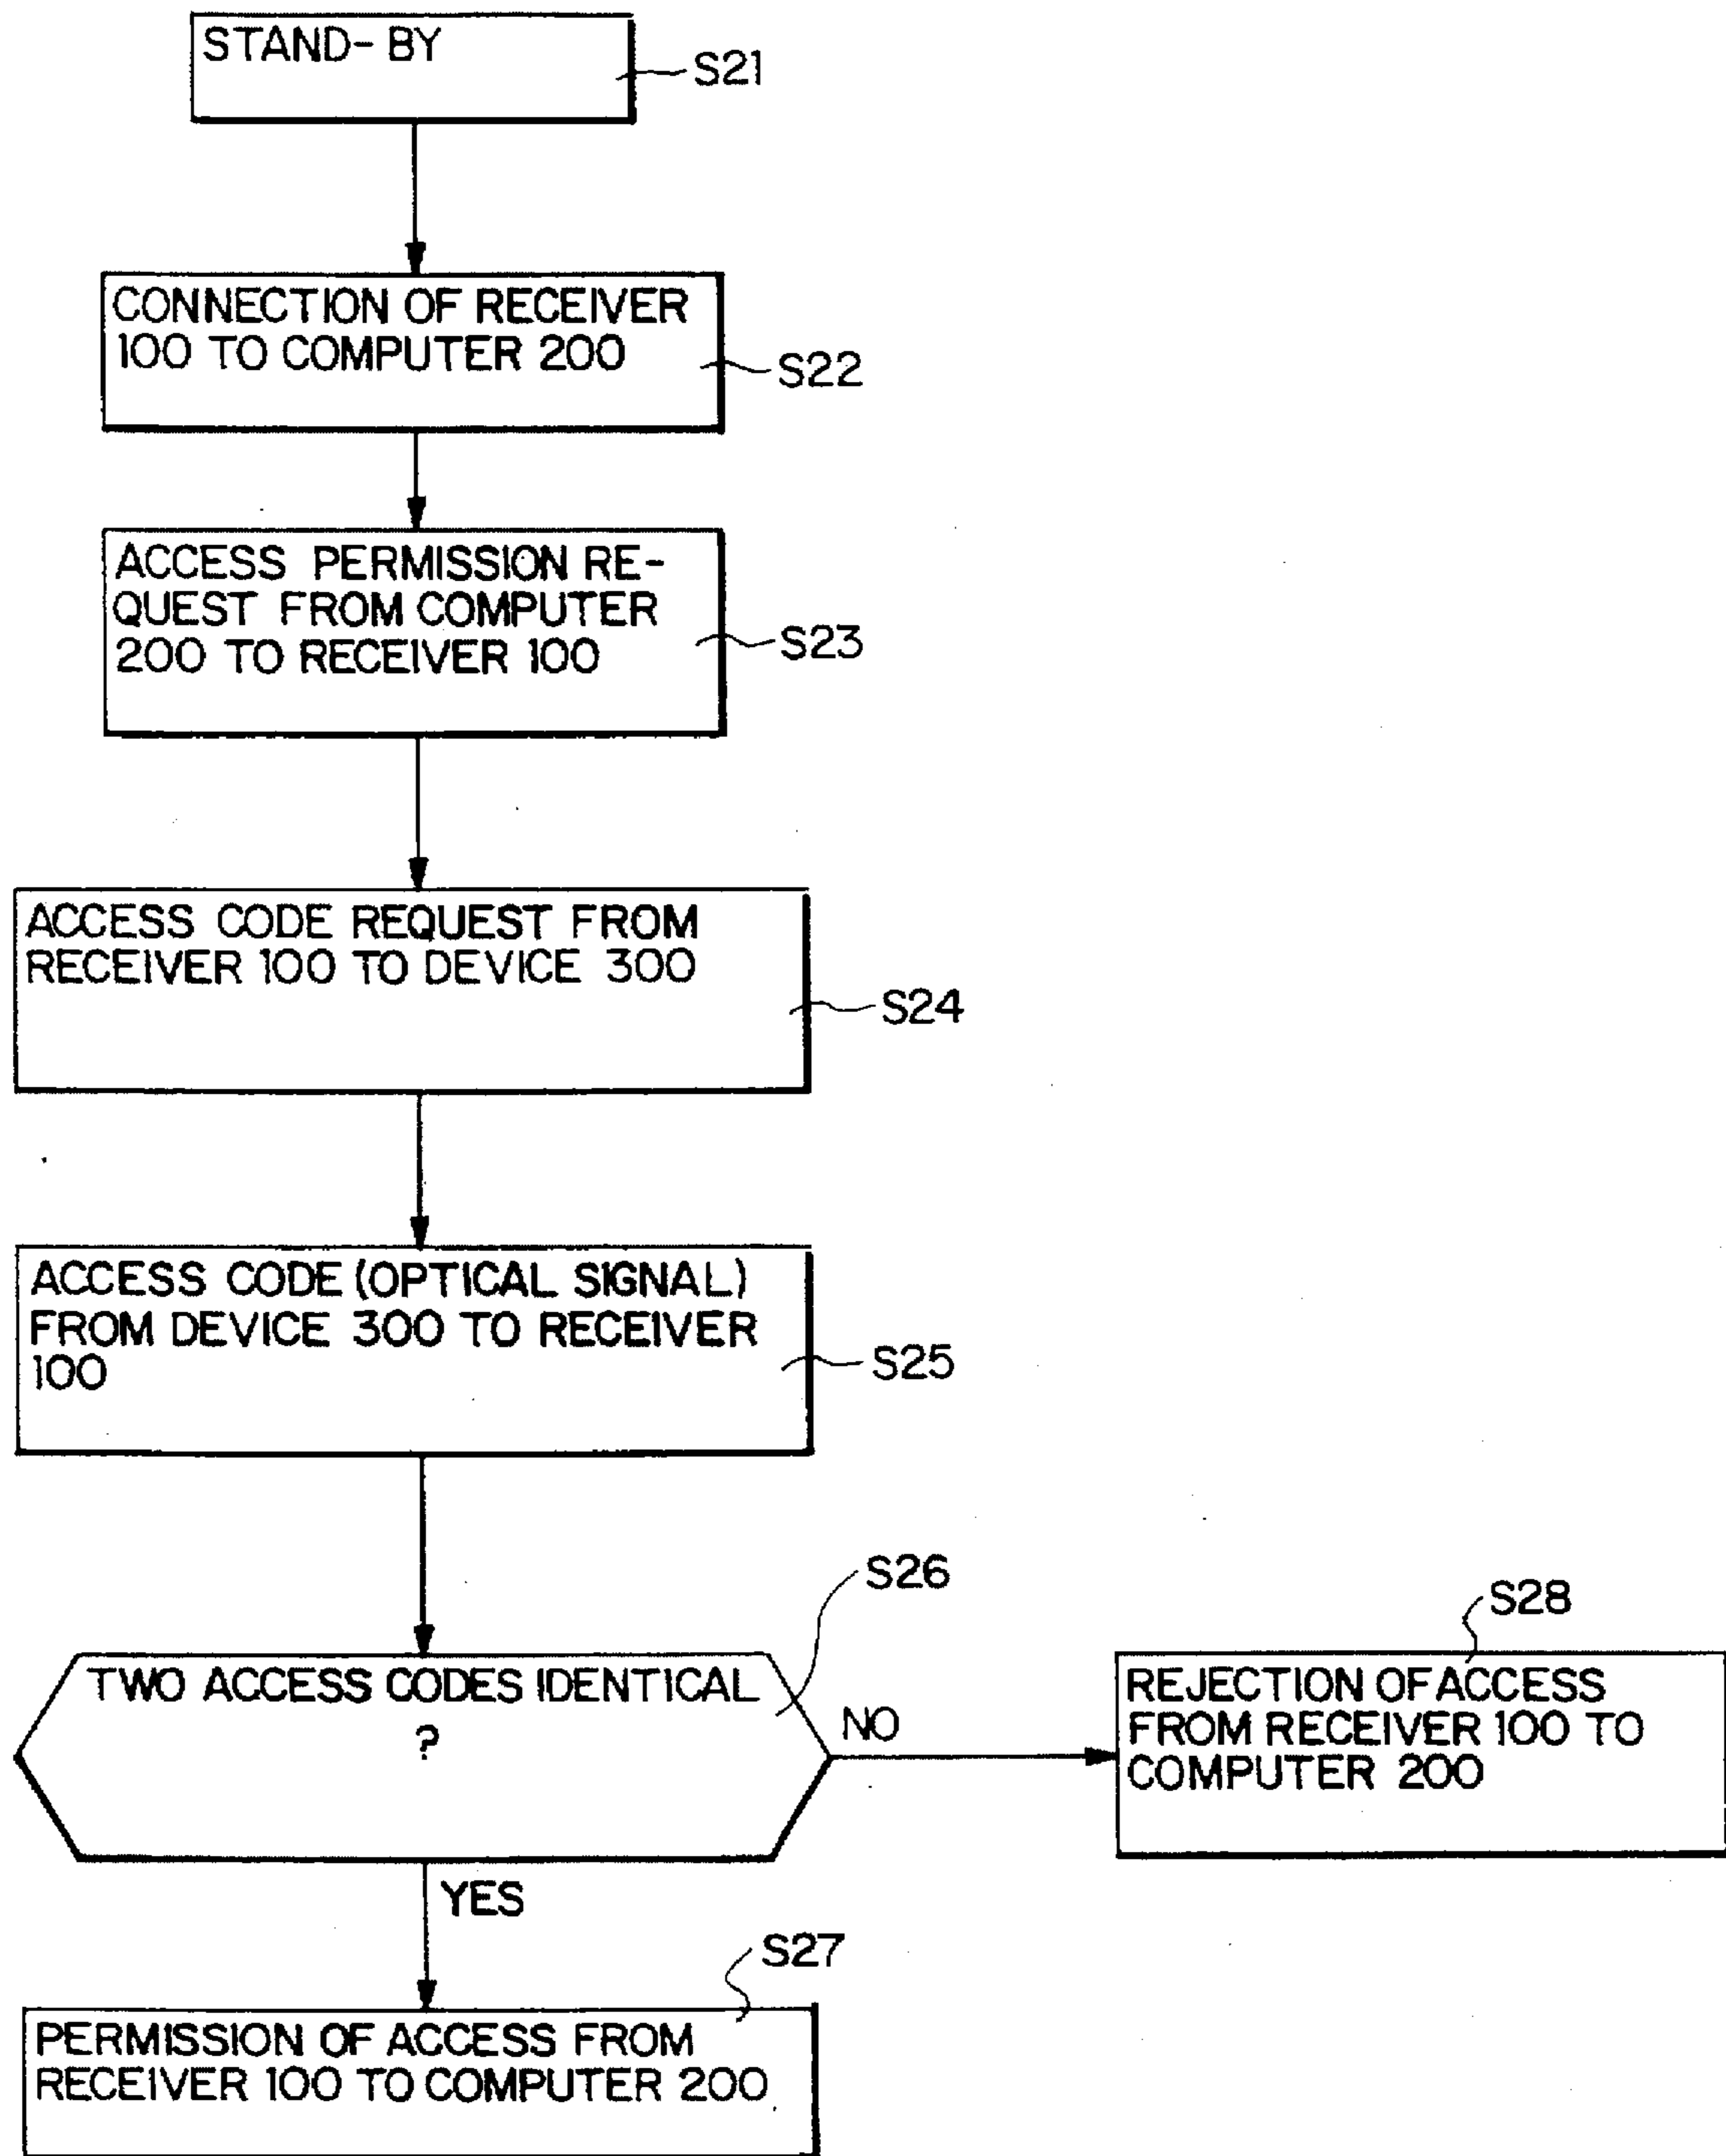 STAND-BY
S21
CONNECTION OF RECEIVER
100 TO COMPUTER 200
S22
ACCESS PERMISSION RE-
QUEST FROM COMPUTER
200 TO RECEIVER 100
S23
ACCESS CODE REQUEST FROM
RECEIVER 100 TO DEVICE 300
S24
ACCESS CODE (OPTICAL SIGNAL)
FROM DEVICE 300 TO RECEIVER
100
S25
S26
TWO ACCESS CODES IDENTICAL
?
NO
S28
REJECTION OF ACCESS
FROM RECEIVER 100 TO
COMPUTER 200
YES
S27
PERMISSION OF ACCESS FROM
RECEIVER 100 TO COMPUTER 200